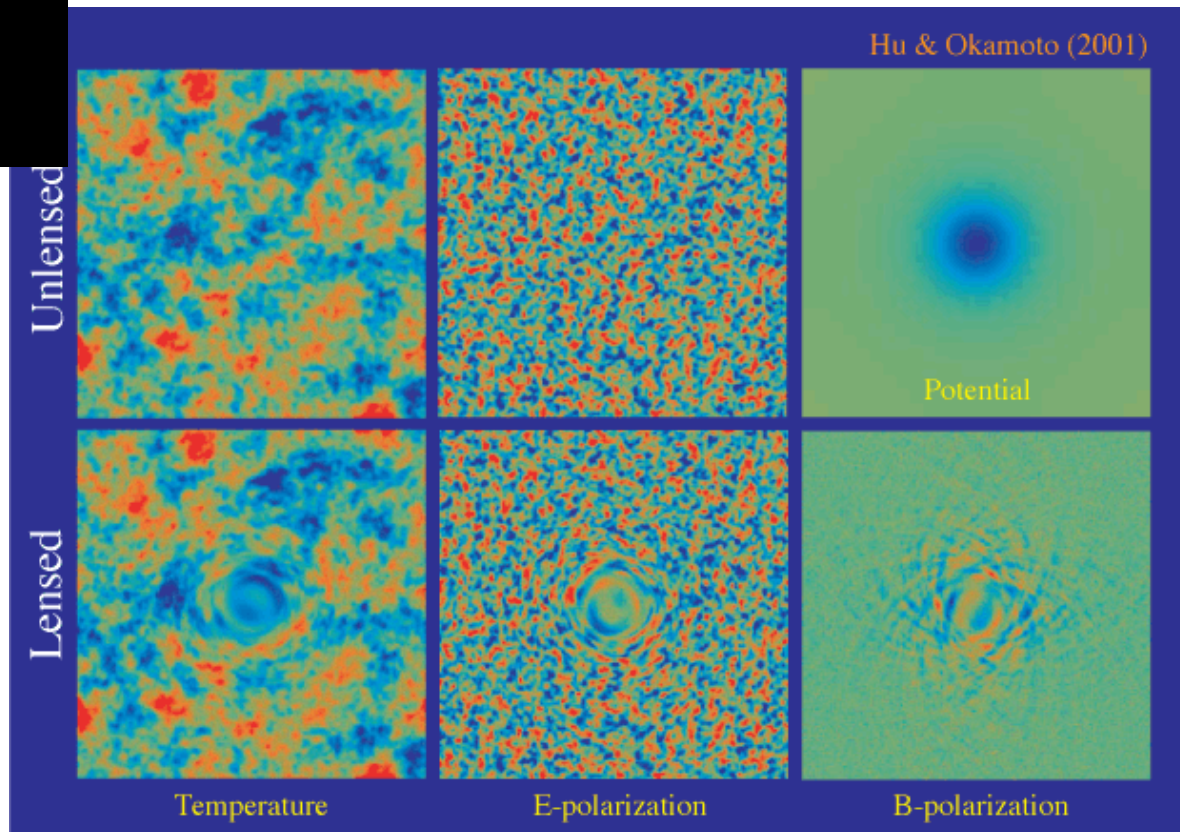 Hu & Okamoto (2001)
Unlensed
Potential
Lensed
Temperature
E-polarization
B-polarization